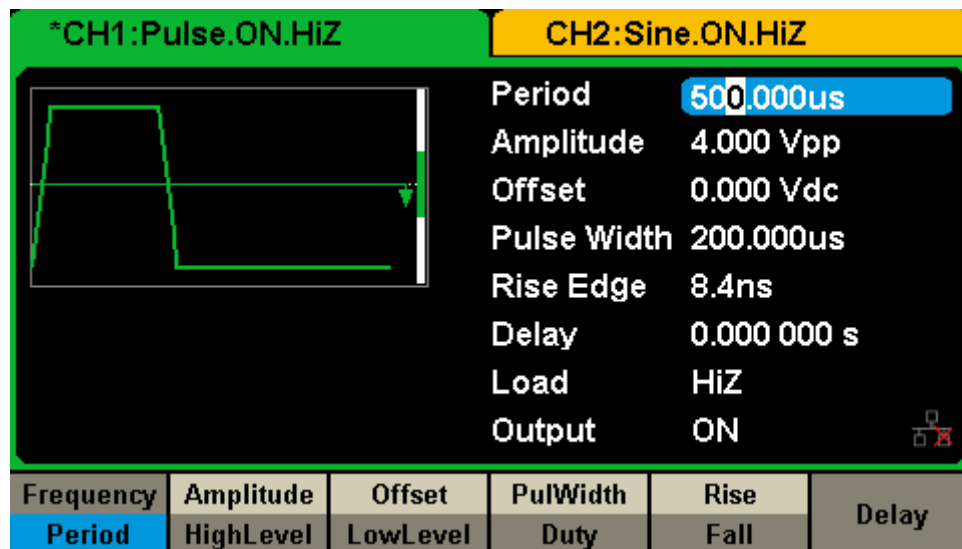 *CH1:Pulse.ON.HiZ CH2:Sine.ON.HiZ
Period 500.000us
Amplitude 4.000 Vpp
Offset 0.000 Vdc
Pulse Width 200.000us
Rise Edge 8.4ns
Delay 0.000 000 s
Load HiZ
Output ON
Frequency Amplitude Offset PulWidth Rise Delay
Period HighLevel LowLevel Duty Fall